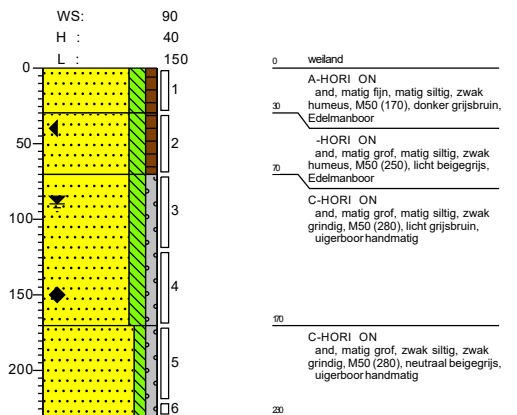 WS: 90
H : 40
L : 150
0
50
100
150
200
1
2
3
4
5
6
0 weiland
A-HORI ON
and, matig fijn, matig siltig, zwak
humeus, M50 (170), donker grijsbruin,
30 Edelmanboor
-HORI ON
and, matig grof, matig siltig, zwak
humeus, M50 (250), licht beigegrijs,
70 Edelmanboor
C-HORI ON
and, matig grof, matig siltig, zwak
grindig, M50 (280), licht grijsbruin,
uigerboor handmatig
170
C-HORI ON
and, matig grof, zwak siltig, zwak
grindig, M50 (280), neutraal beigegrijs,
uigerboor handmatig
230